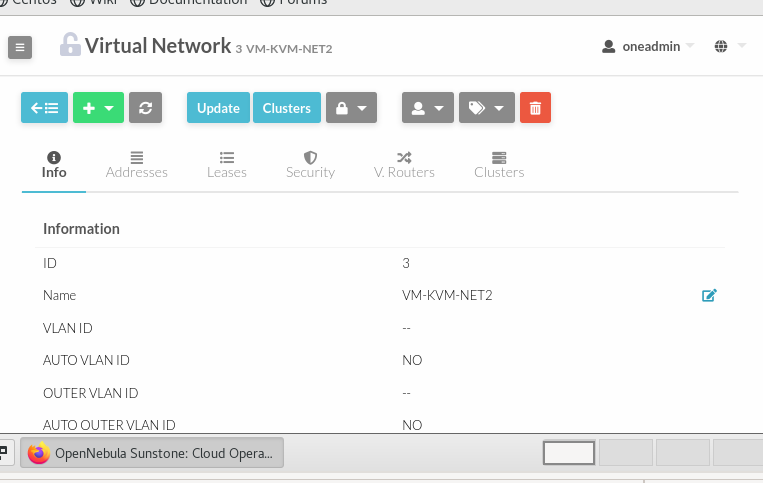 Centos Wiki Documentation Forums
Virtual Network 3 VM-KVM-NET2
oneadmin
Update Clusters
Info Addresses Leases Security V. Routers Clusters
Information
ID 3
Name VM-KVM-NET2
VLAN ID --
AUTO VLAN ID NO
OUTER VLAN ID --
AUTO OUTER VLAN ID NO
OpenNebula Sunstone: Cloud Opera...